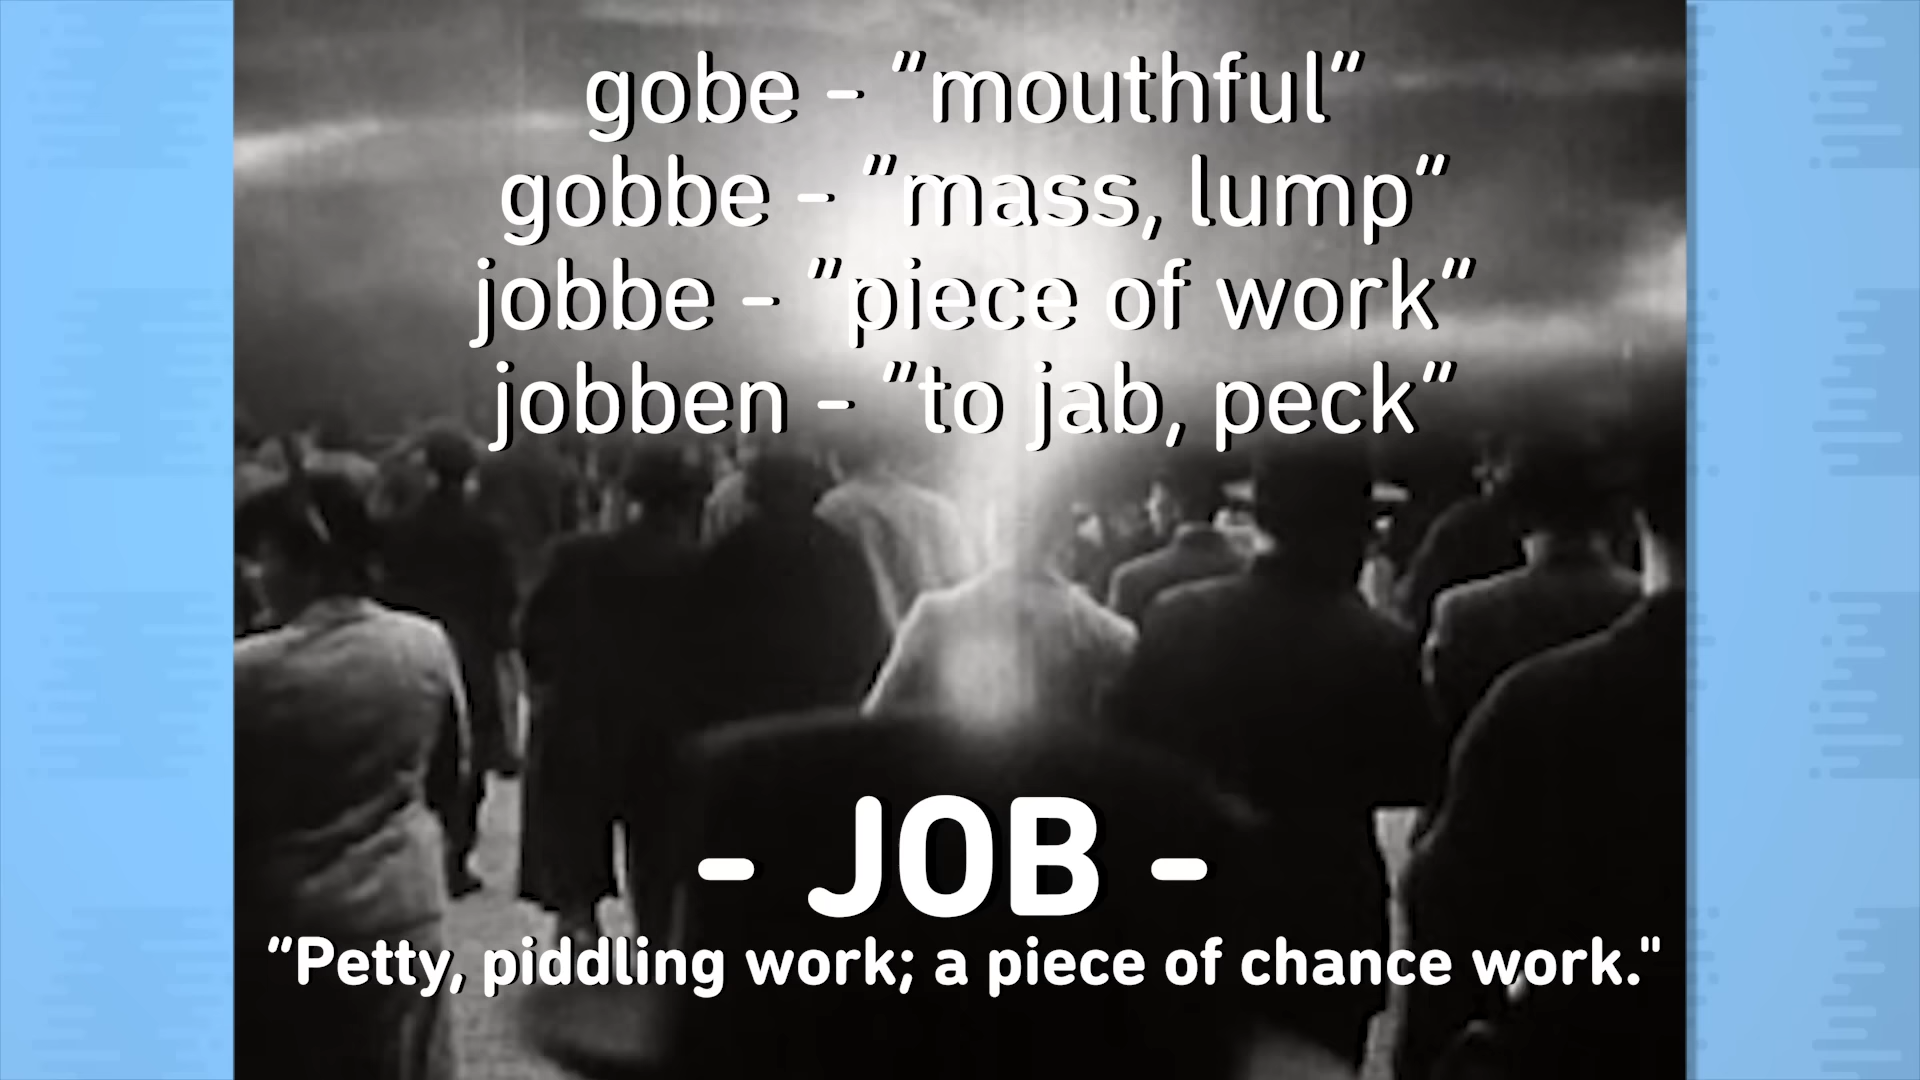 gobe - "mouthful"
gobbe - "mass, lump"
jobbe - "piece of work"
jobben - "to jab, peck"
- JOB -
"Petty, piddling work; a piece of chance work."